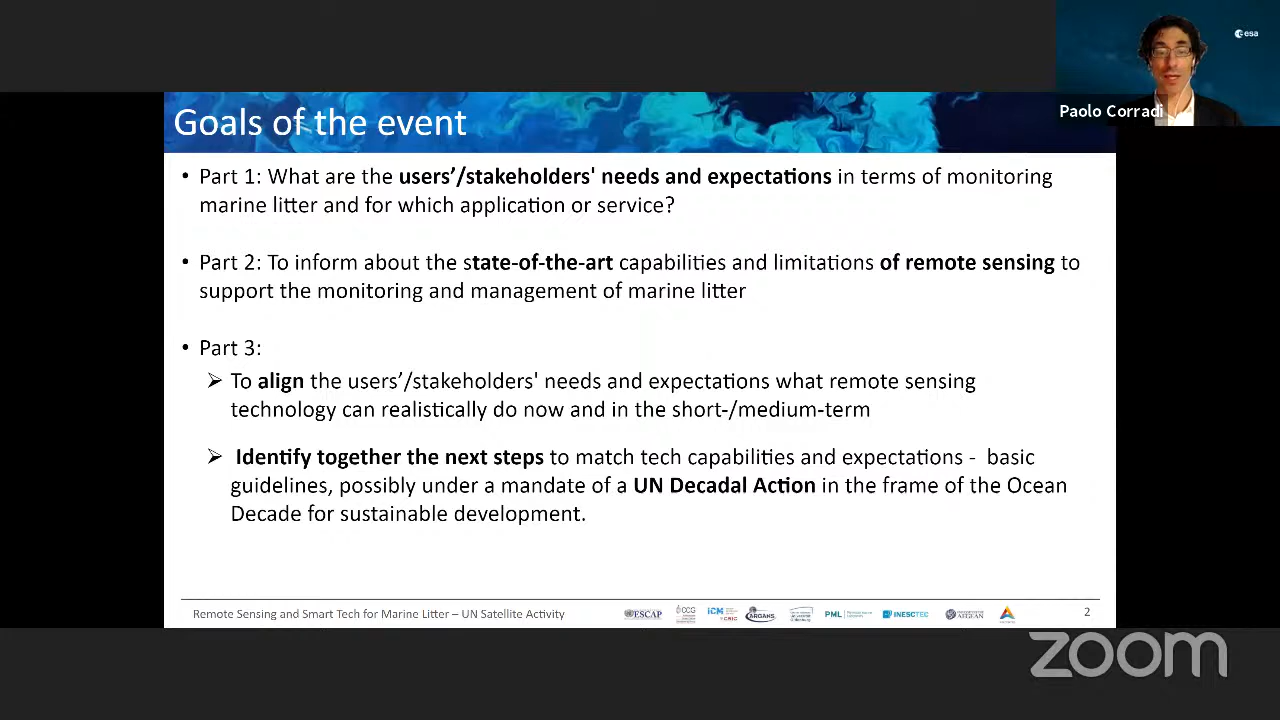 esa
Paolo Corradi
Goals of the event
• Part 1: What are the users’/stakeholders' needs and expectations in terms of monitoring
marine litter and for which application or service?
• Part 2: To inform about the state-of-the-art capabilities and limitations of remote sensing to
support the monitoring and management of marine litter
• Part 3:
➢ To align the users’/stakeholders' needs and expectations what remote sensing
technology can realistically do now and in the short-/medium-term
➢ Identify together the next steps to match tech capabilities and expectations - basic
guidelines, possibly under a mandate of a UN Decadal Action in the frame of the Ocean
Decade for sustainable development.
Remote Sensing and Smart Tech for Marine Litter – UN Satellite Activity
ESCAP
ICM
ARGANS
PML
INESCTEC
AEGEAN
2
zoom